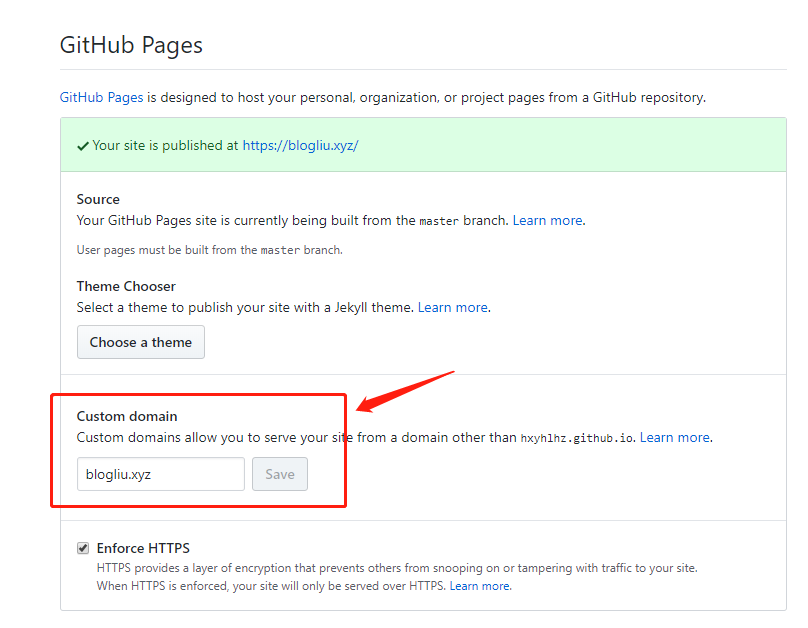 GitHub Pages
GitHub Pages is designed to host your personal, organization, or project pages from a GitHub repository.
Your site is published at https://blogliu.xyz/
Source
Your GitHub Pages site is currently being built from the master branch. Learn more.
User pages must be built from the master branch.
Theme Chooser
Select a theme to publish your site with a Jekyll theme. Learn more.
Choose a theme
Custom domain
Custom domains allow you to serve your site from a domain other than hxyhlhz.github.io. Learn more.
blogliu.xyz Save
Enforce HTTPS
HTTPS provides a layer of encryption that prevents others from snooping on or tampering with traffic to your site.
When HTTPS is enforced, your site will only be served over HTTPS. Learn more.